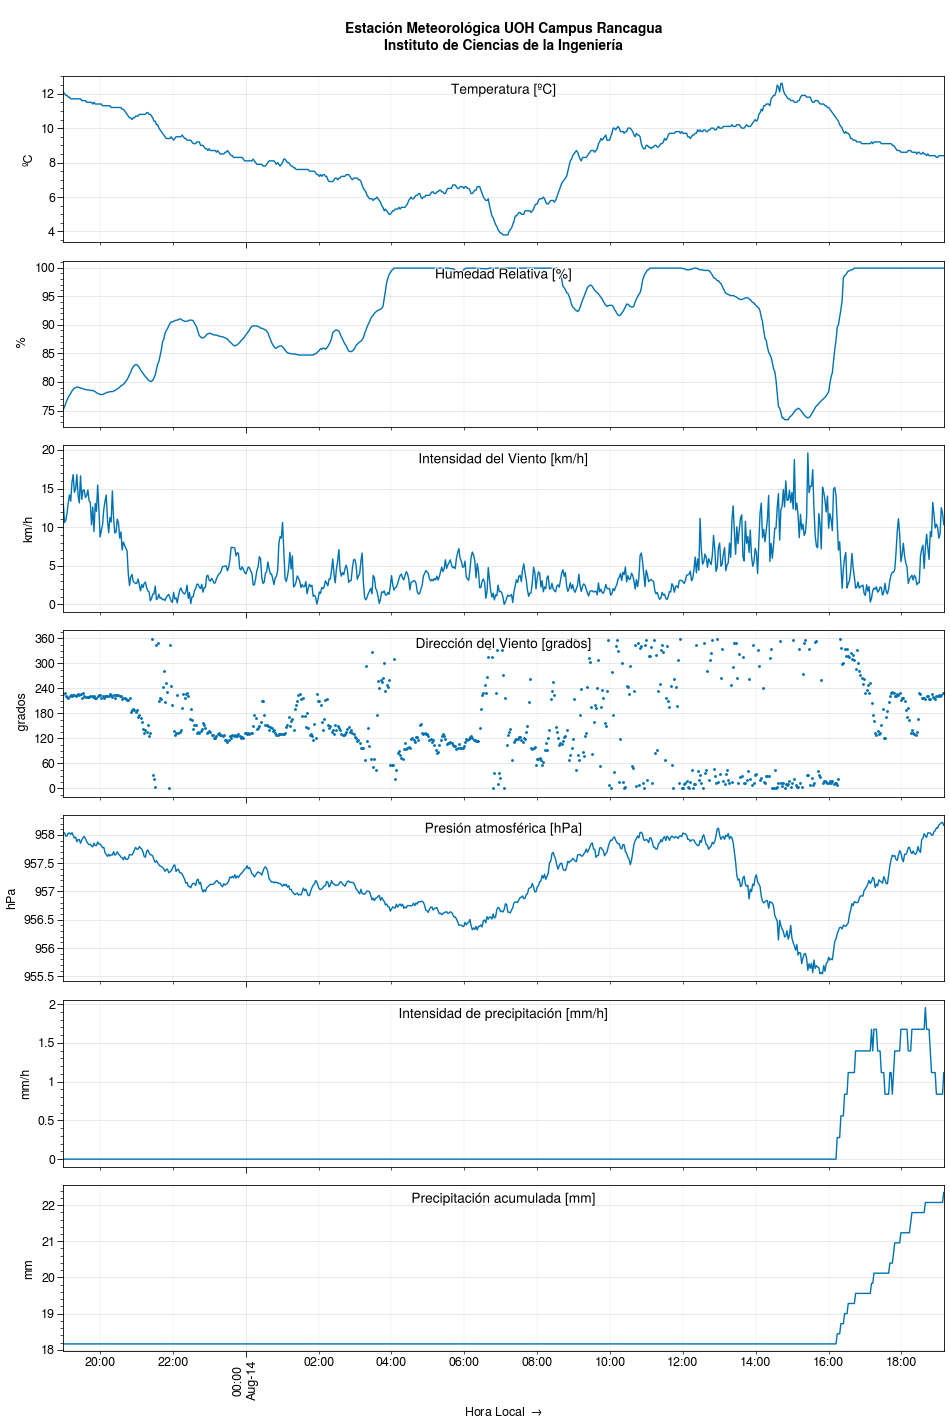 Estación Meteorológica UOH Campus Rancagua
Instituto de Ciencias de la Ingeniería
Temperatura [ºC]
ºC
12
10
8
6
4
Humedad Relativa [%]
%
100
95
90
85
80
75
Intensidad del Viento [km/h]
km/h
20
15
10
5
0
Dirección del Viento [grados]
grados
360
300
240
180
120
60
0
Presión atmosférica [hPa]
hPa
958
957.5
957
956.5
956
955.5
Intensidad de precipitación [mm/h]
mm/h
2
1.5
1
0.5
0
Precipitación acumulada [mm]
mm
22
21
20
19
18
20:00 22:00 00:00 02:00 04:00 06:00 08:00 10:00 12:00 14:00 16:00 18:00
Aug-14
Hora Local →